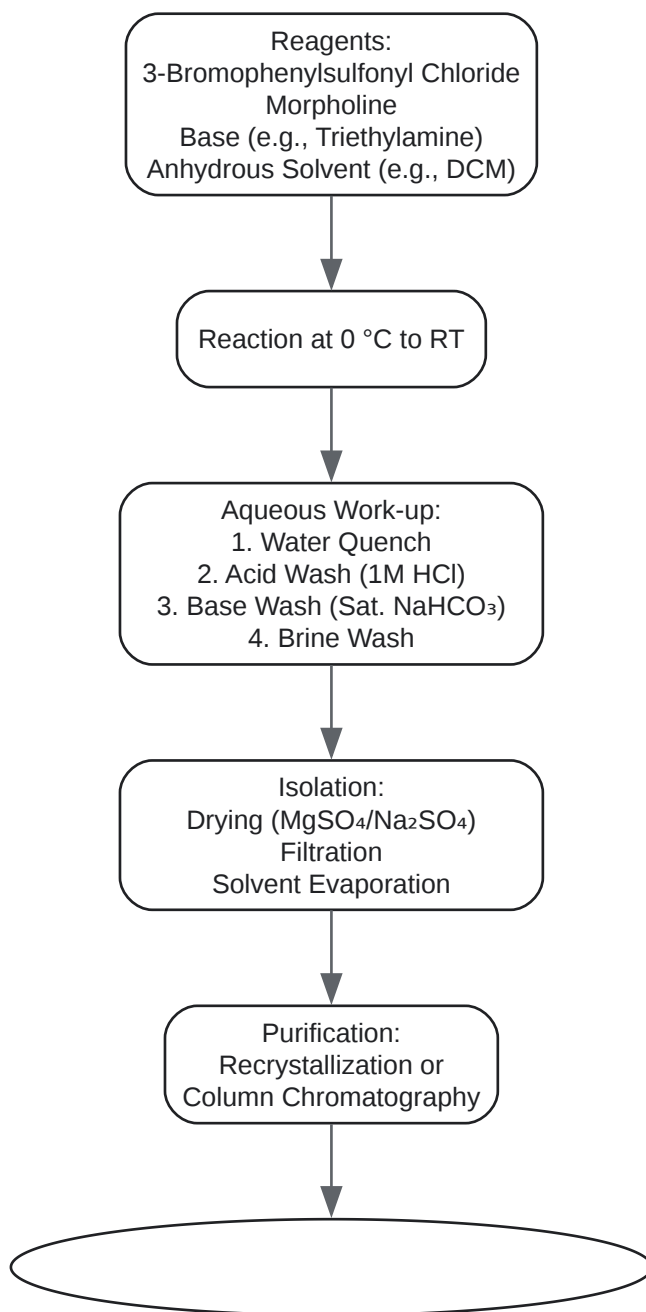 Reagents:
3-Bromophenylsulfonyl Chloride
Morpholine
Base (e.g., Triethylamine)
Anhydrous Solvent (e.g., DCM)
Reaction at 0 °C to RT
Aqueous Work-up:
1. Water Quench
2. Acid Wash (1M HCl)
3. Base Wash (Sat. NaHCO₃)
4. Brine Wash
Isolation:
Drying (MgSO₄/Na₂SO₄)
Filtration
Solvent Evaporation
Purification:
Recrystallization or
Column Chromatography